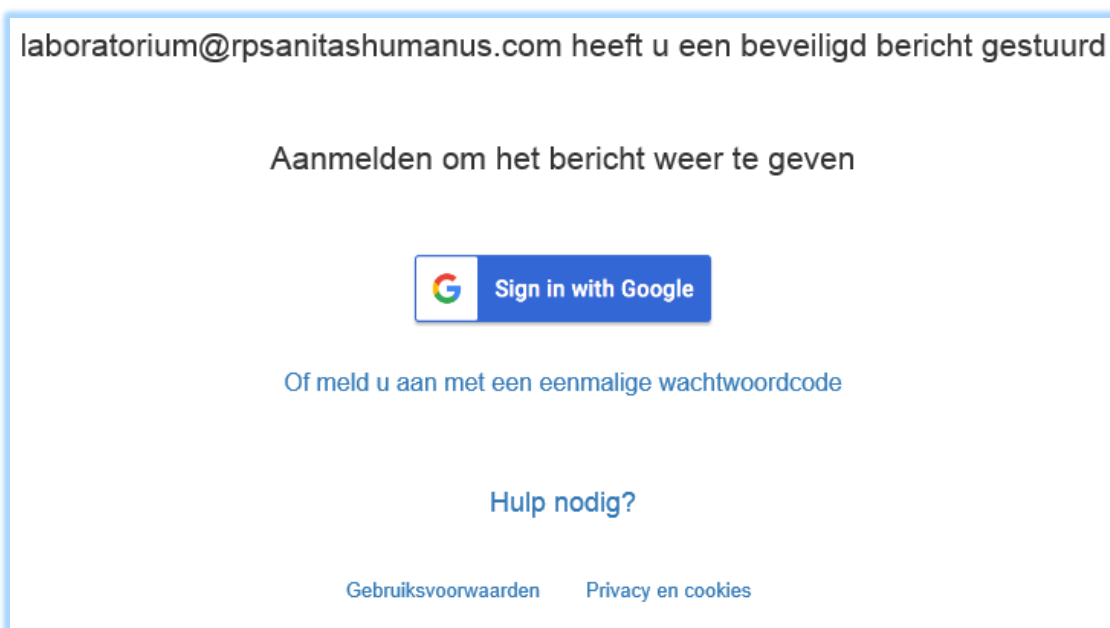 laboratorium@rpsanitashumanus.com heeft u een beveiligd bericht gestuurd
Aanmelden om het bericht weer te geven
Sign in with Google
Of meld u aan met een eenmalige wachtwoordcode
Hulp nodig?
Gebruiksvoorwaarden Privacy en cookies